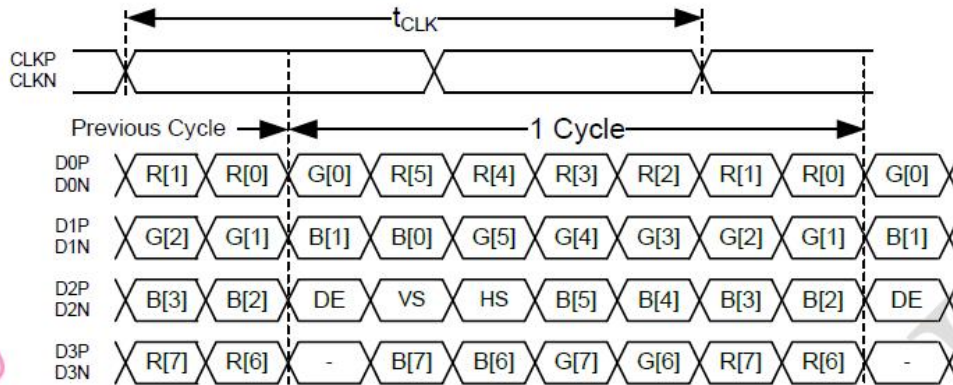 tCLK
CLKP
CLKN
Previous Cycle
1 Cycle
D0P
D0N
R[1] R[0] G[0] R[5] R[4] R[3] R[2] R[1] R[0] G[0]
D1P
D1N
G[2] G[1] B[1] B[0] G[5] G[4] G[3] G[2] G[1] B[1]
D2P
D2N
B[3] B[2] DE VS HS B[5] B[4] B[3] B[2] DE
D3P
D3N
R[7] R[6] - B[7] B[6] G[7] G[6] R[7] R[6] -